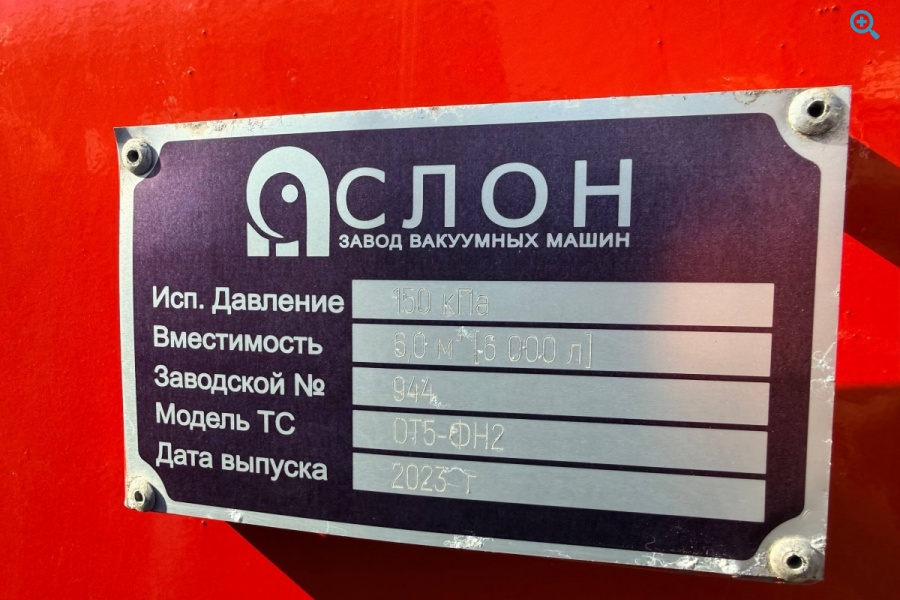 СЛОН
ЗАВОД ВАКУУМНЫХ МАШИН
Исп. Давление 150 кПа
Вместимость 6,0 м³ [6 000 л]
Заводской № 944
Модель ТС ОТ5-ФН2
Дата выпуска 2023 г